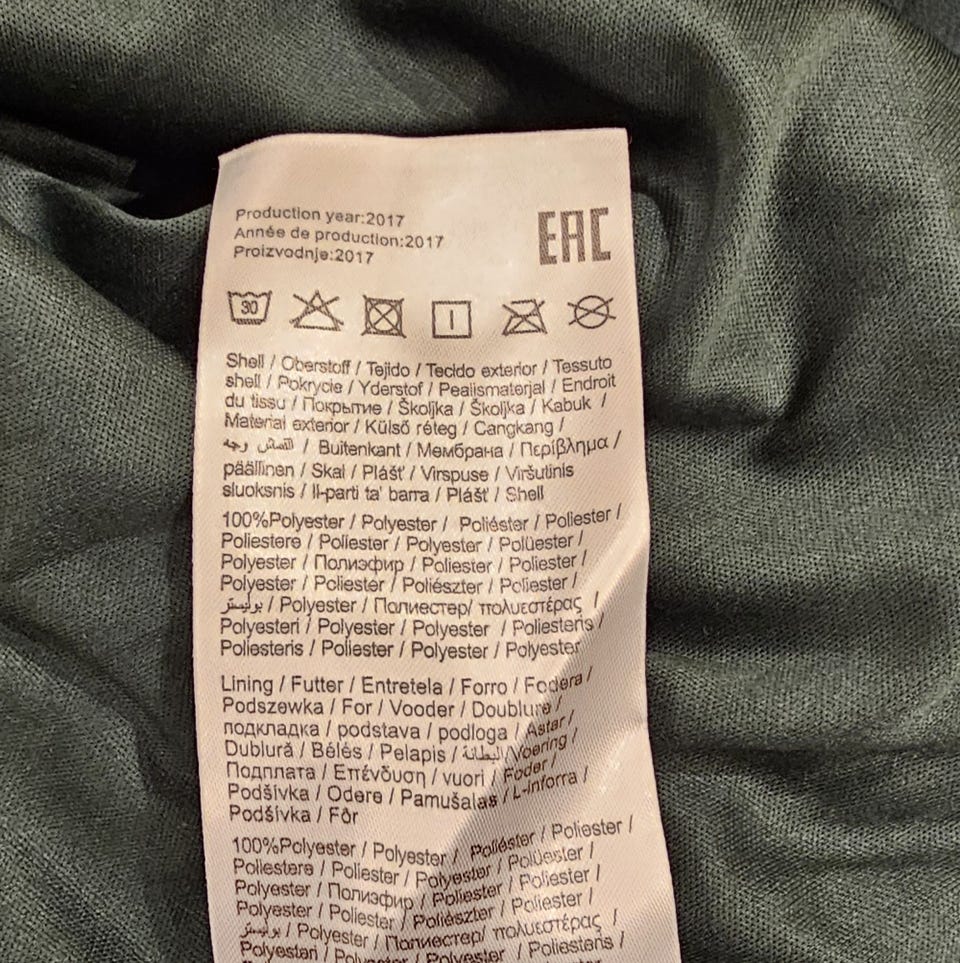 Production year:2017
Année de production:2017
Proizvodnje:2017
EAC
30
Shell / Oberstoff / Tejido / Tecido exterior / Tessuto
shell / Pokrycie / Yderstof / Pealismaterjal / Endroit
du tissu / Покрытие / Školjka / Školjka / Kabuk /
Material exterior / Külső réteg / Cangkang /
/ Buitenkant / Мембрана / Περίβλημα /
päällinen / Skal / Plášť / Virspuse / Viršutinis
sluoksnis / Il-parti ta' barra / Plášť / Shell
100%Polyester / Polyester / Poliéster / Poliester /
Poliestere / Poliester / Polyester / Polüester /
Polyester / Полиэфир / Poliester / Poliester /
Polyester / Poliester / Poliészter / Poliester /
بوليستر / Polyester / Полиестер/ πολυεστέρας /
Polyesteri / Polyester / Polyester / Poliesteris /
Poliesteris / Poliester / Polyester / Polyester
Lining / Futter / Entretela / Forro / Fodera /
Podszewka / For / Vooder / Doublure /
подкладка / podstava / podloga / Astar /
Dublură / Bélés / Pelapis / البطانة / Voering /
Подплата / Επένδυση / vuori / Foder /
Podšívka / Odere / Pamušalas / L-inforra /
Podšívka / Fôr
100%Polyester / Polyester / Poliéster / Poliester /
Poliestere / Poliester / Polyester / Polüester /
Polyester / Полиэфир / Poliester / Poliester /
Polyester / Poliester / Poliészter / Poliester /
بوليستر / Polyester / Полиестер/ πολυεστέρας /
Polyesteri / Polyester / Polyester / Poliesteris /